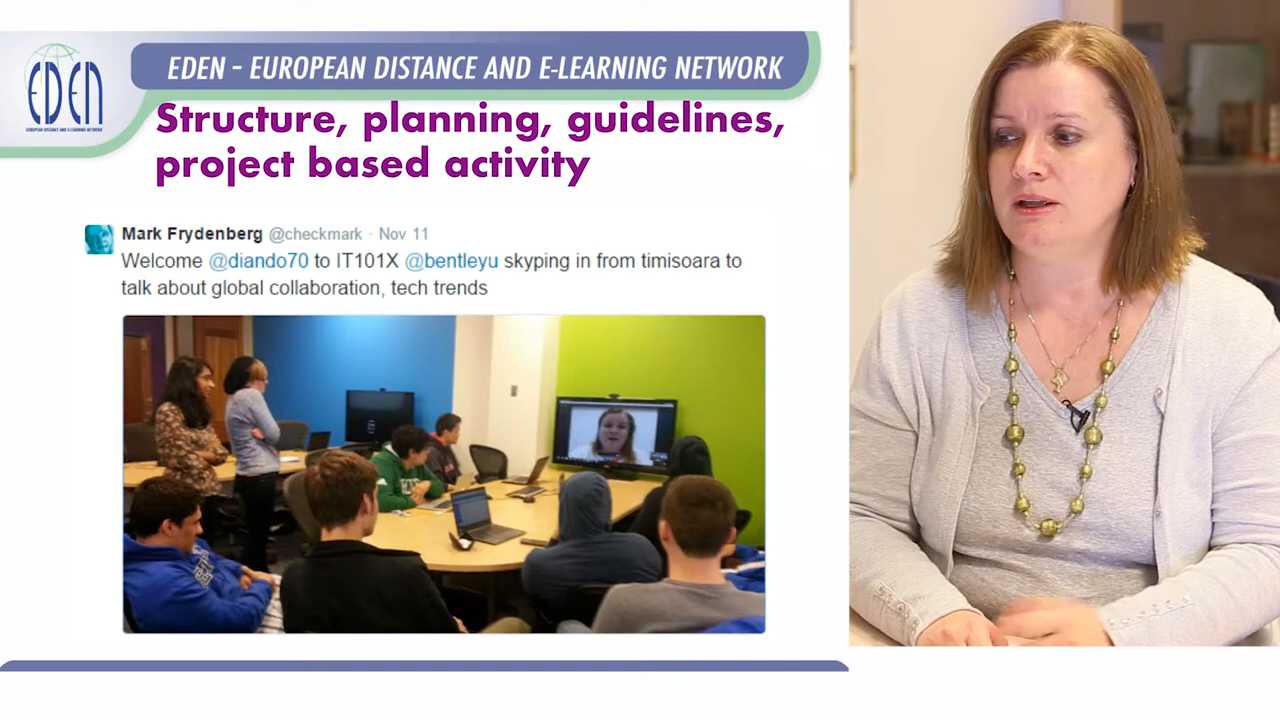 EDEN
EUROPEAN DISTANCE AND E-LEARNING NETWORK
EDEN - EUROPEAN DISTANCE AND E-LEARNING NETWORK
Structure, planning, guidelines,
project based activity
Mark Frydenberg @checkmark · Nov 11
Welcome @diando70 to IT101X @bentleyu skyping in from timisoara to
talk about global collaboration, tech trends